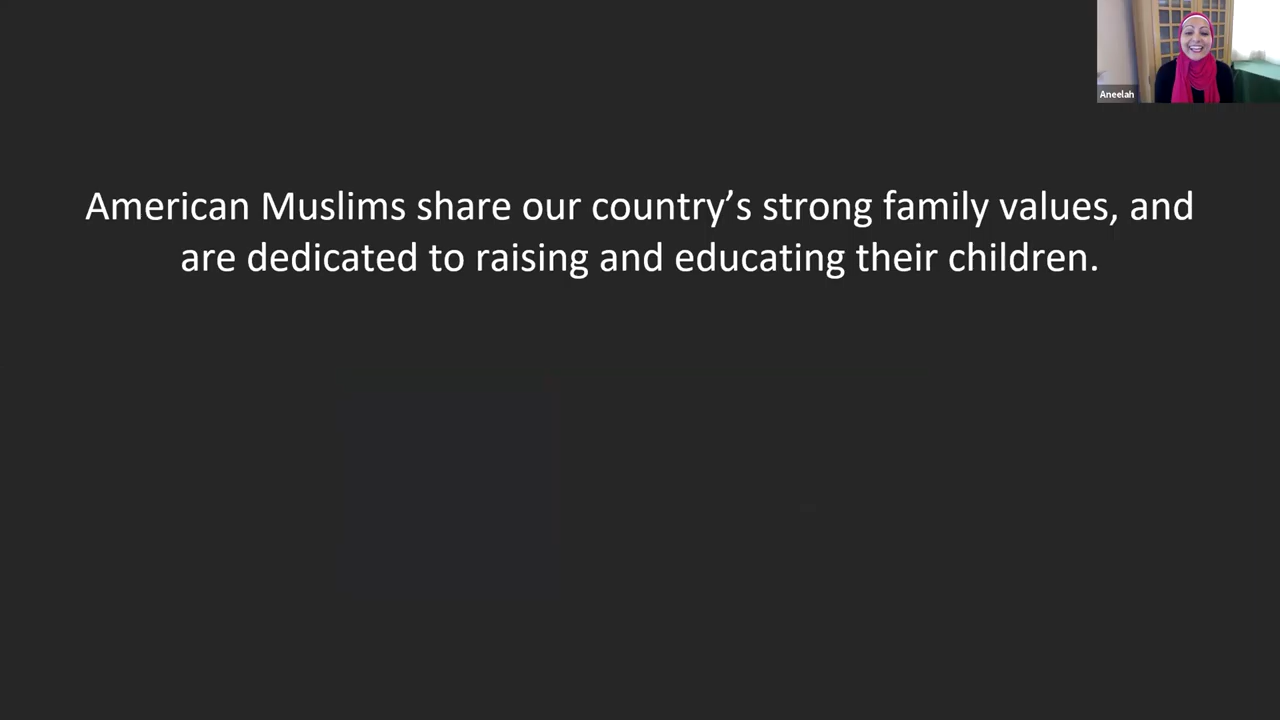 Aneelah
American Muslims share our country’s strong family values, and
are dedicated to raising and educating their children.